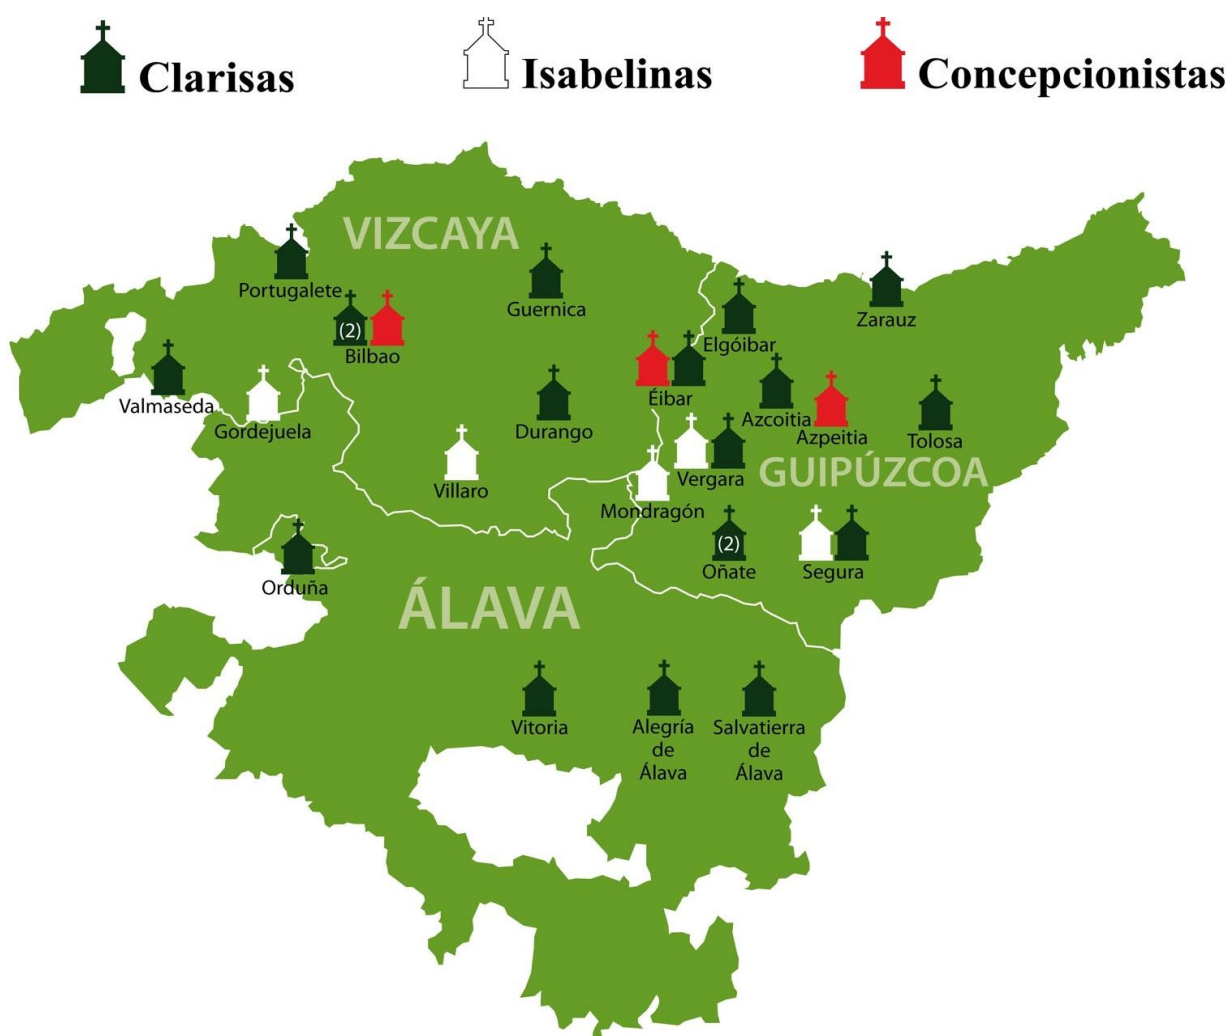 Clarisas
Isabelinas
Concepcionistas
VIZCAYA
Portugalete
Guernica
Zarauz
(2)
Bilbao
Elgóibar
Éibar
Valmaseda
Gordejuela
Durango
Azcoitia
Azpeitia
Tolosa
Villaro
Vergara
GUIPÚZCOA
Mondragón
(2)
Oñate
Segura
Orduña
ÁLAVA
Vitoria
Alegría
de
Álava
Salvatierra
de
Álava